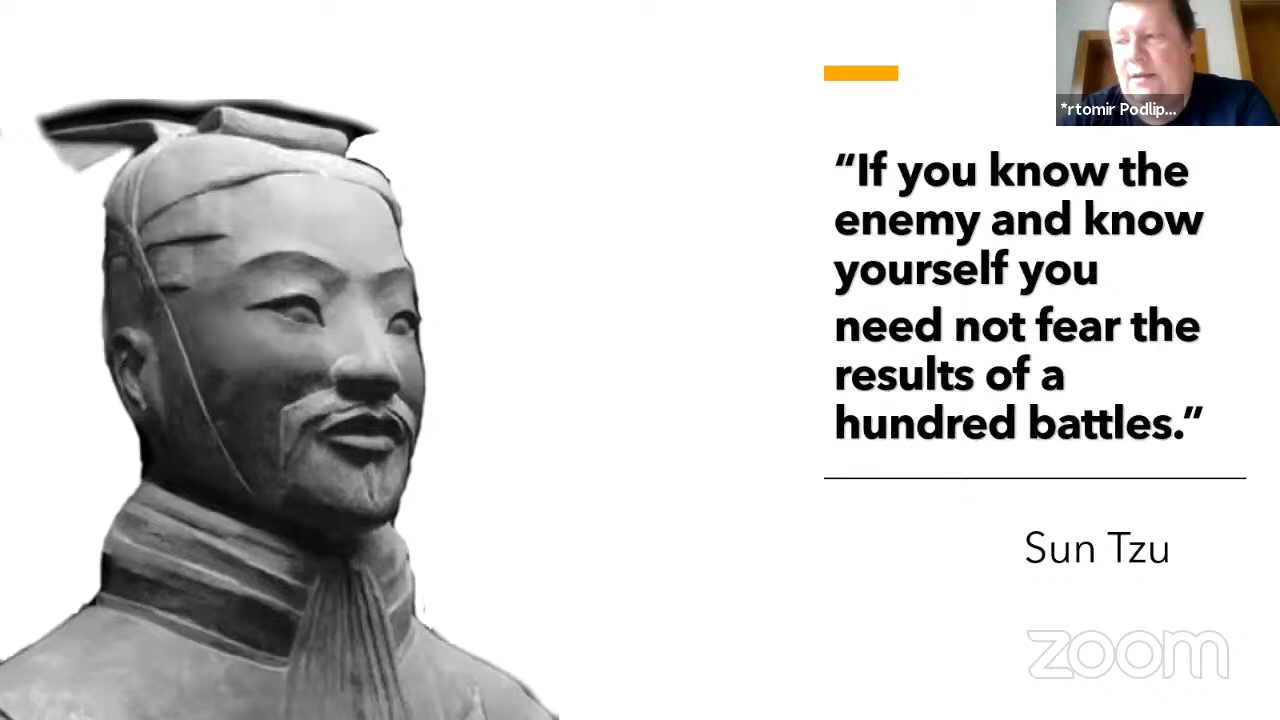 *rtomir Podlip...
“If you know the
enemy and know
yourself you
need not fear the
results of a
hundred battles.”
Sun Tzu
zoom